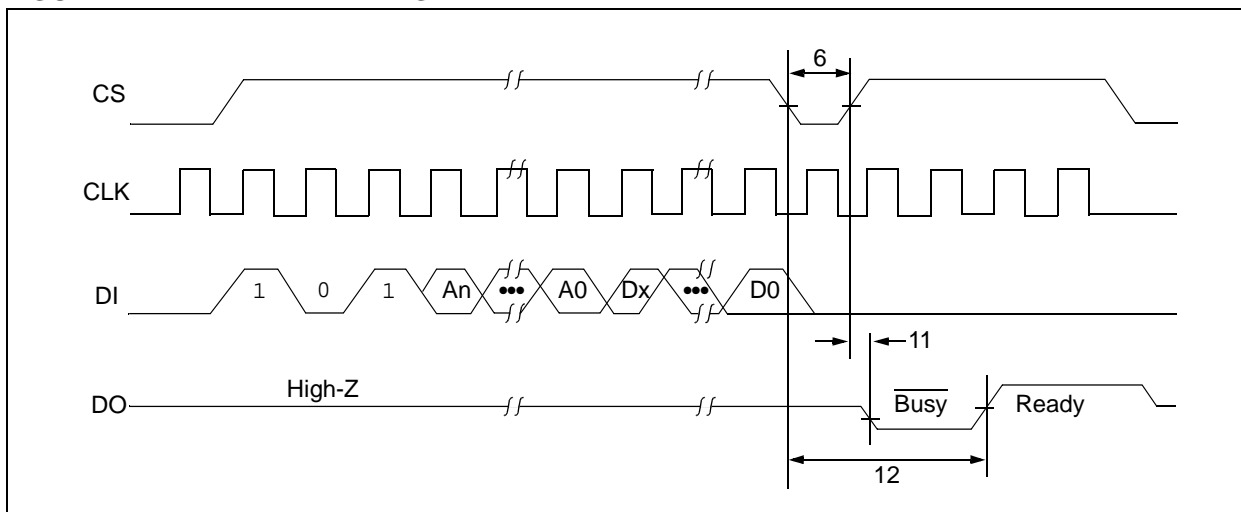 6
CS
CLK
DI 1 0 1 An ••• A0 Dx ••• D0
11
DO High-Z Busy Ready
12